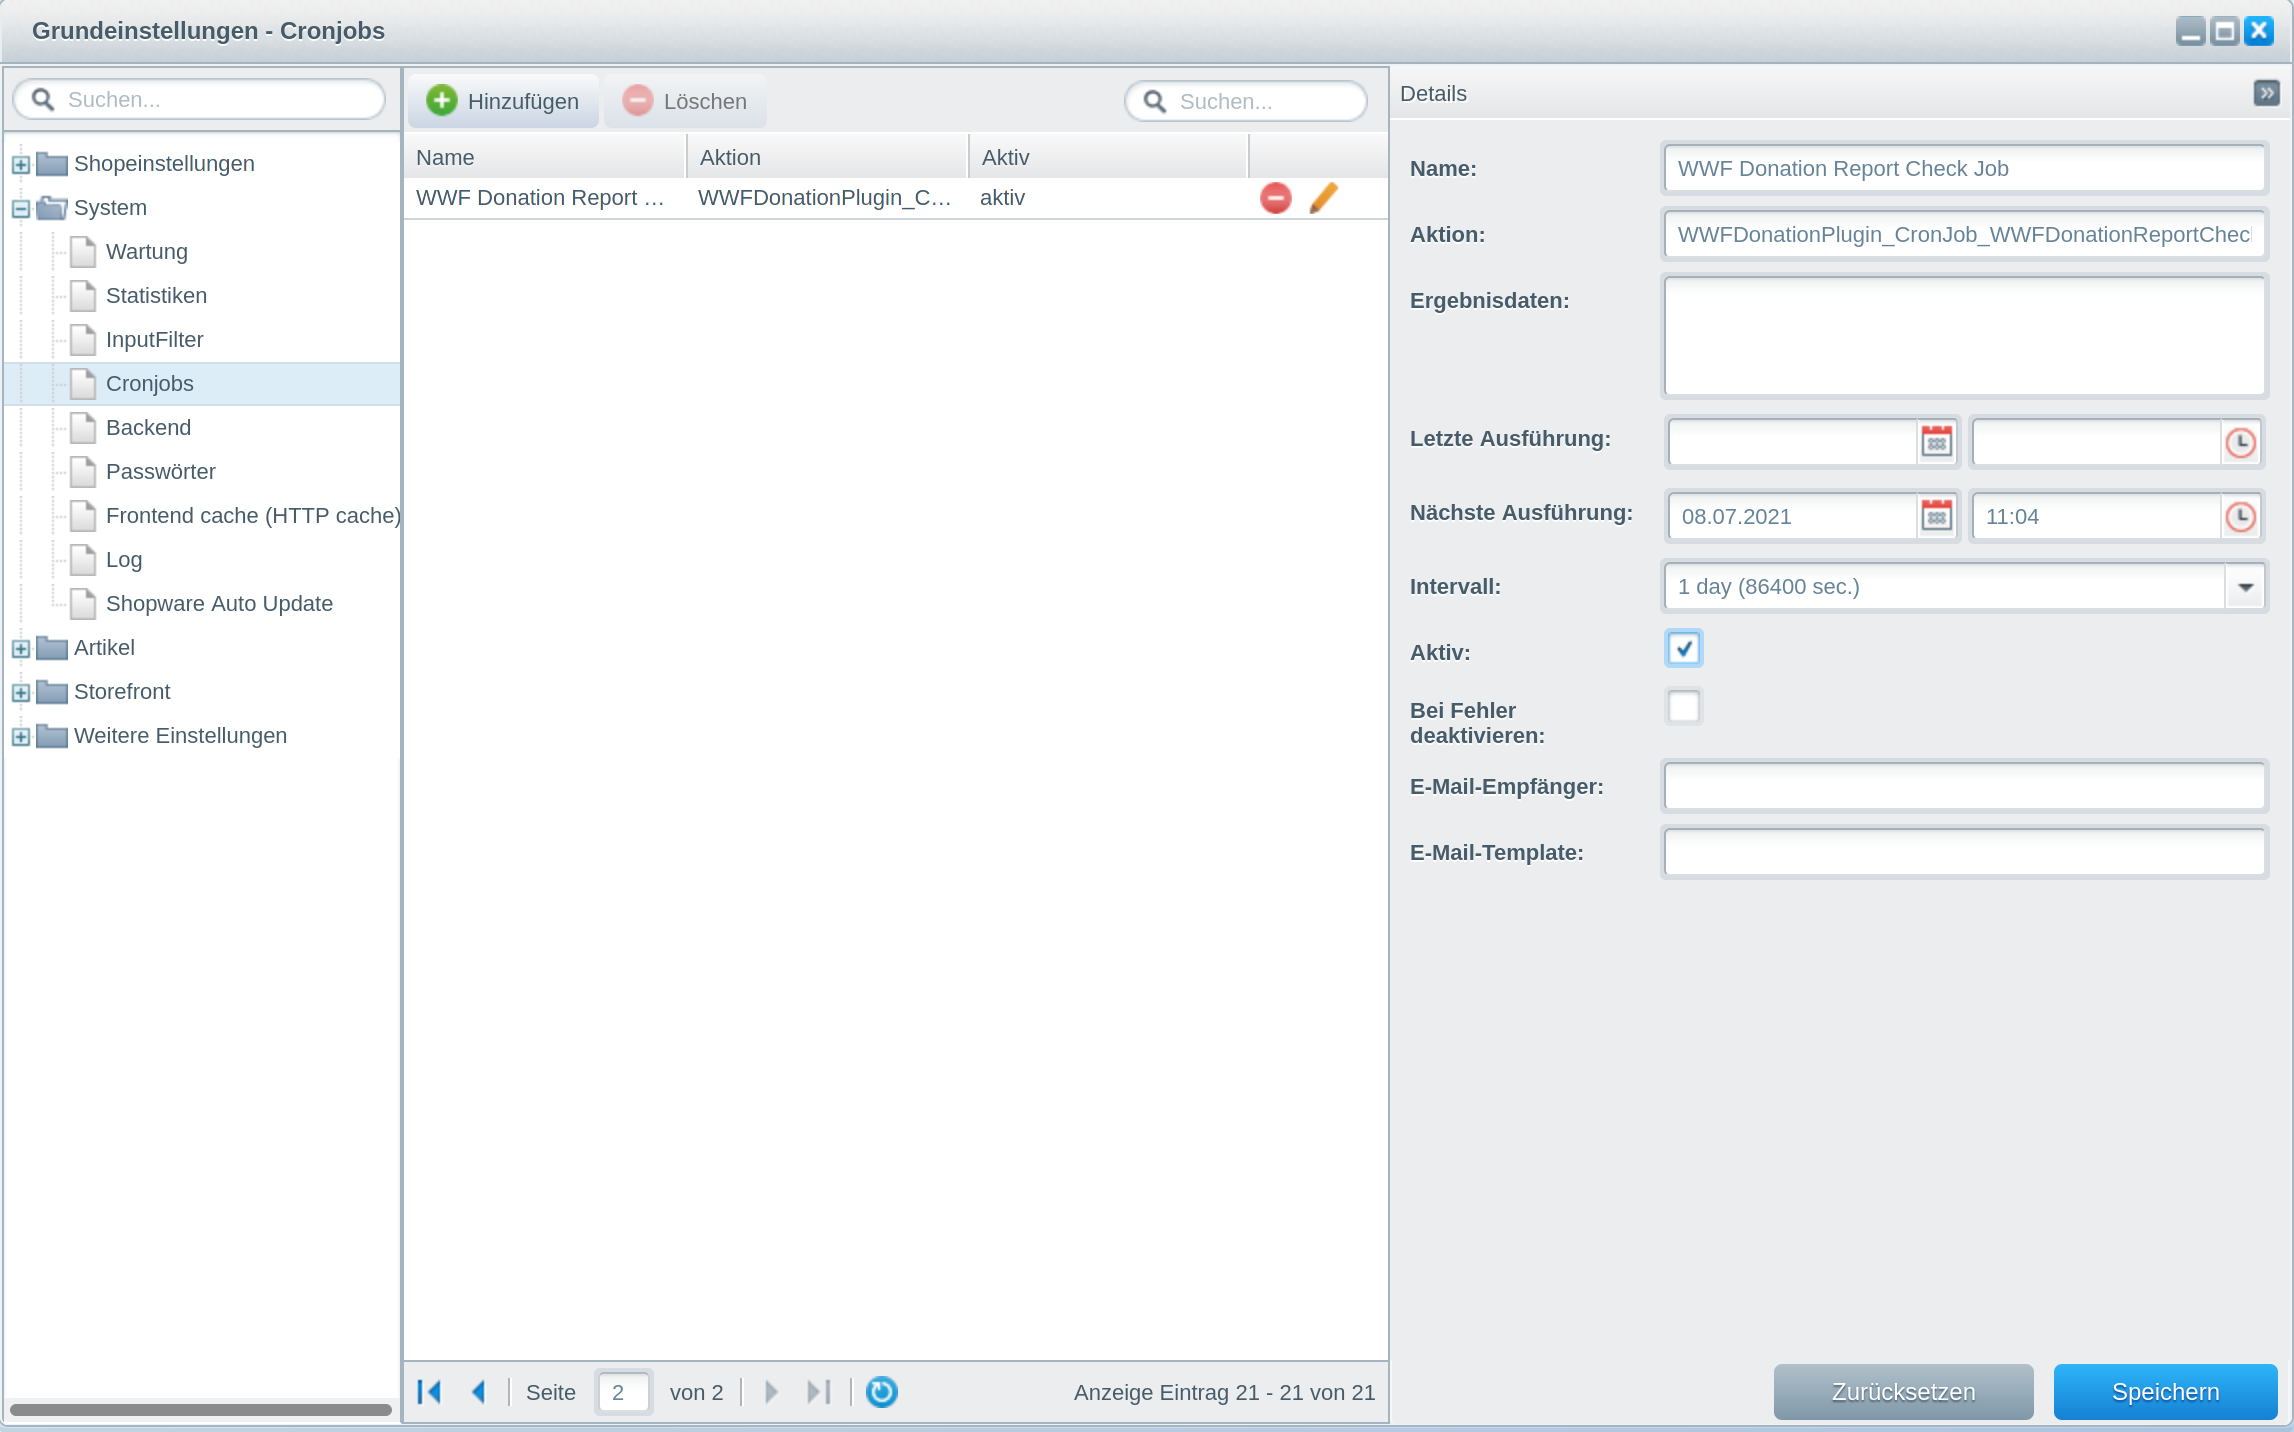 Grundeinstellungen - Cronjobs
Suchen...
Shopeinstellungen
System
Wartung
Statistiken
InputFilter
Cronjobs
Backend
Passwörter
Frontend cache (HTTP cache)
Log
Shopware Auto Update
Artikel
Storefront
Weitere Einstellungen
Hinzufügen Löschen Suchen...
Name Aktion Aktiv
WWF Donation Report … WWFDonationPlugin_C… aktiv
Seite 2 von 2 Anzeige Eintrag 21 - 21 von 21
Details
Name: WWF Donation Report Check Job
Aktion: WWFDonationPlugin_CronJob_WWFDonationReportChec
Ergebnisdaten:
Letzte Ausführung:
Nächste Ausführung: 08.07.2021 11:04
Intervall: 1 day (86400 sec.)
Aktiv:
Bei Fehler
deaktivieren:
E-Mail-Empfänger:
E-Mail-Template:
Zurücksetzen Speichern